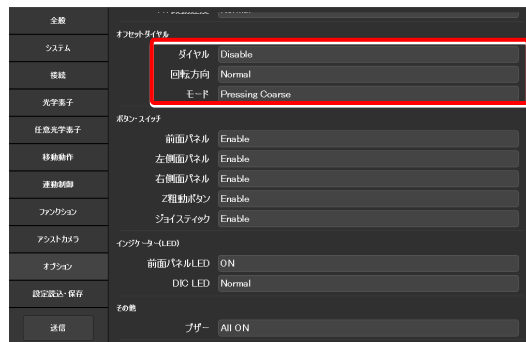 全般
システム
接続
光学素子
任意光学素子
移動動作
連動制御
ファンクション
アシストカメラ
オプション
設定読込・保存
送信
オフセットダイヤル
ダイヤル Disable
回転方向 Normal
モード Pressing Coarse
ボタン・スイッチ
前面パネル Enable
左側面パネル Enable
右側面パネル Enable
Z粗動ボタン Enable
ジョイスティック Enable
インジケーター(LED)
前面パネルLED ON
DIC LED Normal
その他
ブザー All ON